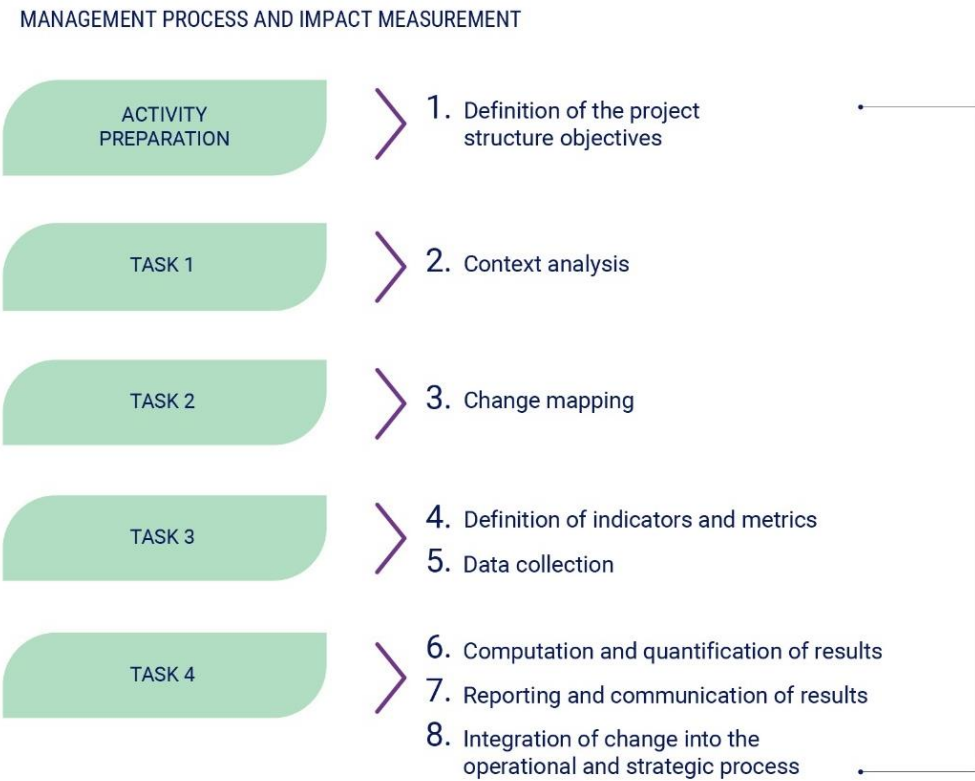 MANAGEMENT PROCESS AND IMPACT MEASUREMENT
ACTIVITY
PREPARATION
1. Definition of the project
structure objectives
TASK 1
2. Context analysis
TASK 2
3. Change mapping
TASK 3
4. Definition of indicators and metrics
5. Data collection
TASK 4
6. Computation and quantification of results
7. Reporting and communication of results
8. Integration of change into the
operational and strategic process